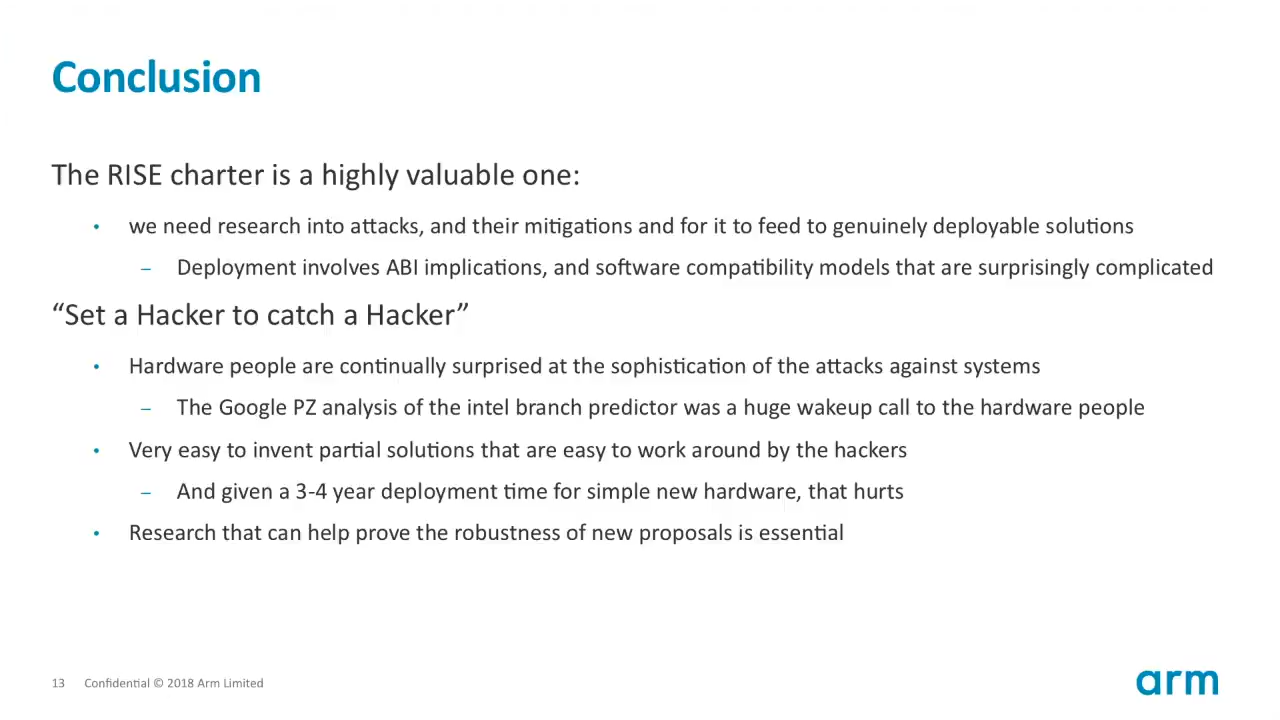 Conclusion
The RISE charter is a highly valuable one:
• we need research into attacks, and their mitigations and for it to feed to genuinely deployable solutions
– Deployment involves ABI implications, and software compatibility models that are surprisingly complicated
“Set a Hacker to catch a Hacker”
• Hardware people are continually surprised at the sophistication of the attacks against systems
– The Google PZ analysis of the intel branch predictor was a huge wakeup call to the hardware people
• Very easy to invent partial solutions that are easy to work around by the hackers
– And given a 3-4 year deployment time for simple new hardware, that hurts
• Research that can help prove the robustness of new proposals is essential
13 Confidential © 2018 Arm Limited
arm